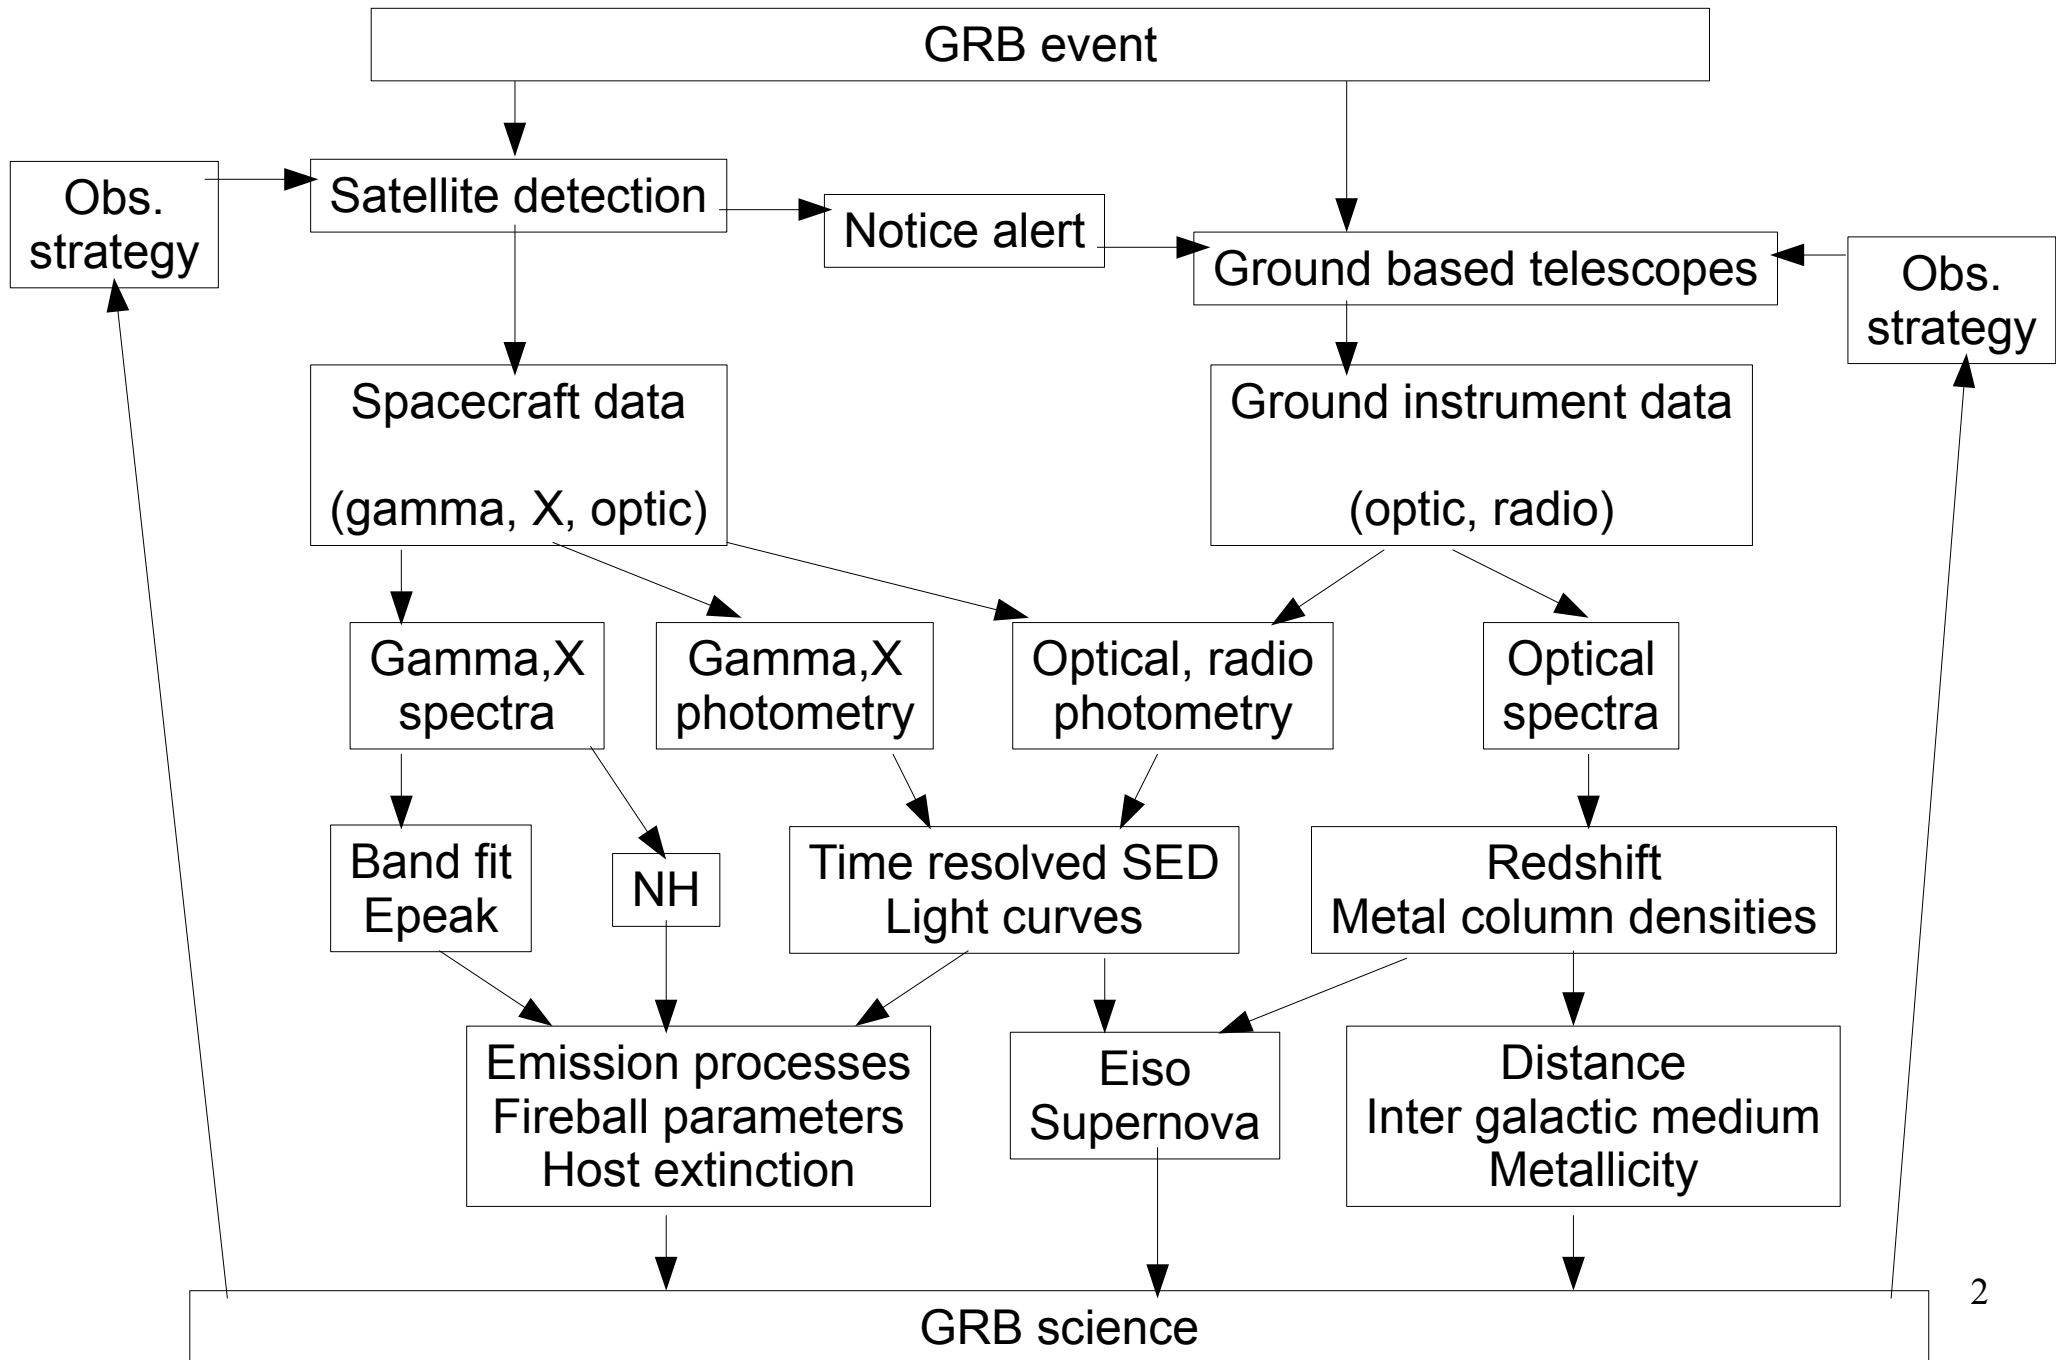 GRB event
Obs.
strategy
Satellite detection
Notice alert
Ground based telescopes
Obs.
strategy
Spacecraft data
(gamma, X, optic)
Ground instrument data
(optic, radio)
Gamma,X
spectra
Gamma,X
photometry
Optical, radio
photometry
Optical
spectra
Band fit
Epeak
NH
Time resolved SED
Light curves
Redshift
Metal column densities
Emission processes
Fireball parameters
Host extinction
Eiso
Supernova
Distance
Inter galactic medium
Metallicity
GRB science
2